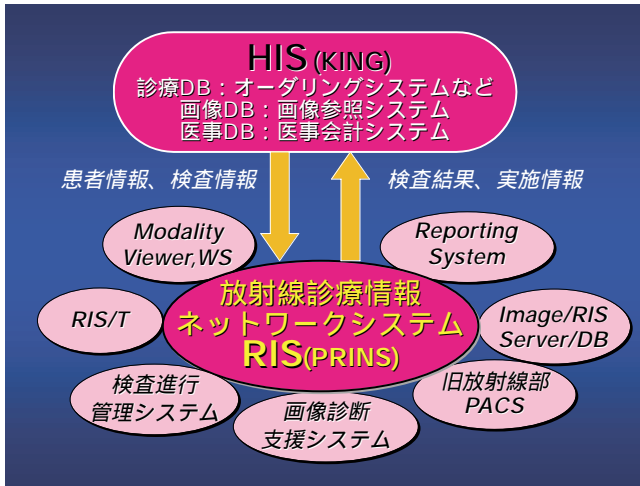 HIS (KING)
診療DB：オーダリングシステムなど
画像DB：画像参照システム
医事DB：医事会計システム
患者情報、検査情報
検査結果、実施情報
Modality
Viewer,WS
Reporting
System
放射線診療情報
ネットワークシステム
RIS(PRINS)
RIS/T
Image/RIS
Server/DB
検査進行
管理システム
画像診断
支援システム
旧放射線部
PACS